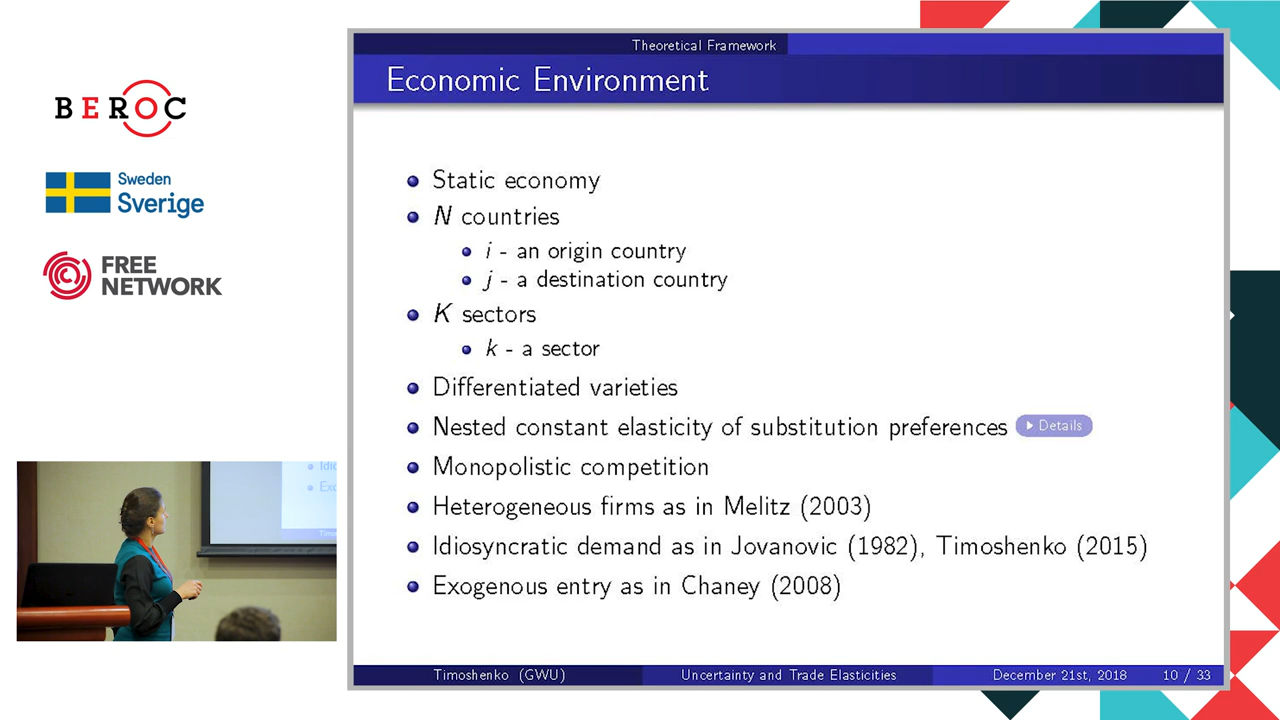 BEROC
Sweden
Sverige
FREE
NETWORK
Theoretical Framework
Economic Environment
Static economy
N countries
i - an origin country
j - a destination country
K sectors
k - a sector
Differentiated varieties
Nested constant elasticity of substitution preferences
Details
Monopolistic competition
Heterogeneous firms as in Melitz (2003)
Idiosyncratic demand as in Jovanovic (1982), Timoshenko (2015)
Exogenous entry as in Chaney (2008)
Timoshenko (GWU)
Uncertainty and Trade Elasticities
December 21st, 2018
10 / 33